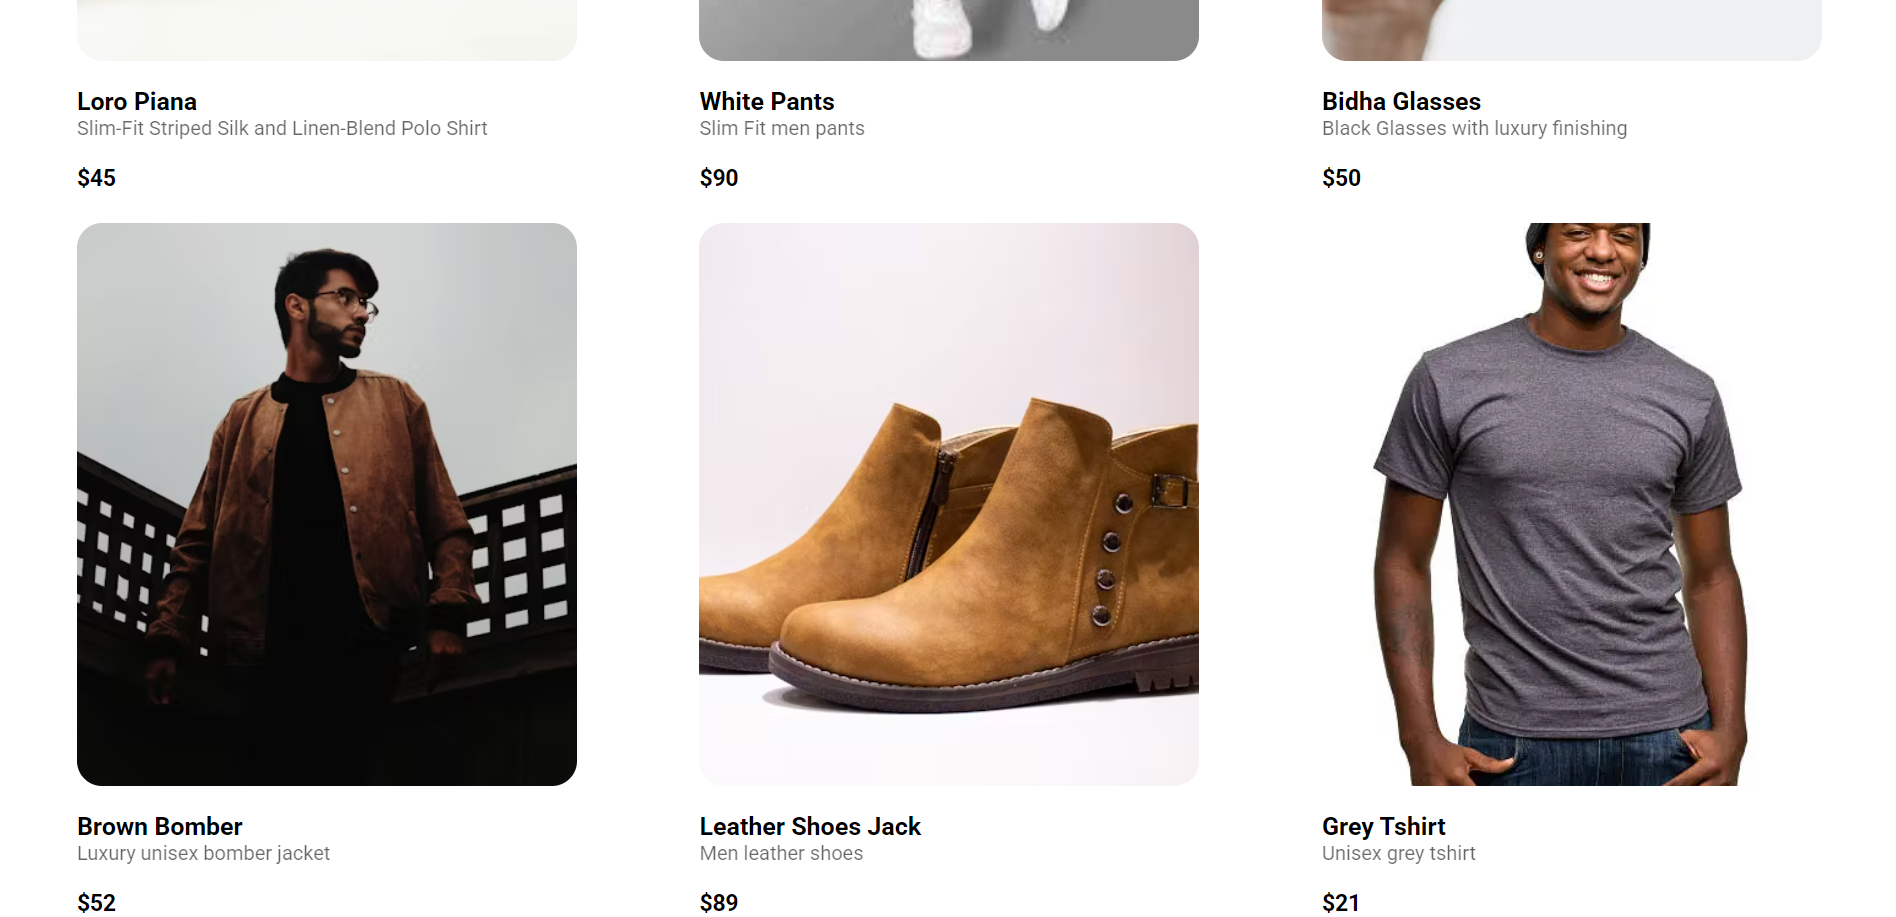 Loro Piana
Slim-Fit Striped Silk and Linen-Blend Polo Shirt
$45
White Pants
Slim Fit men pants
$90
Bidha Glasses
Black Glasses with luxury finishing
$50
Brown Bomber
Luxury unisex bomber jacket
$52
Leather Shoes Jack
Men leather shoes
$89
Grey Tshirt
Unisex grey tshirt
$21